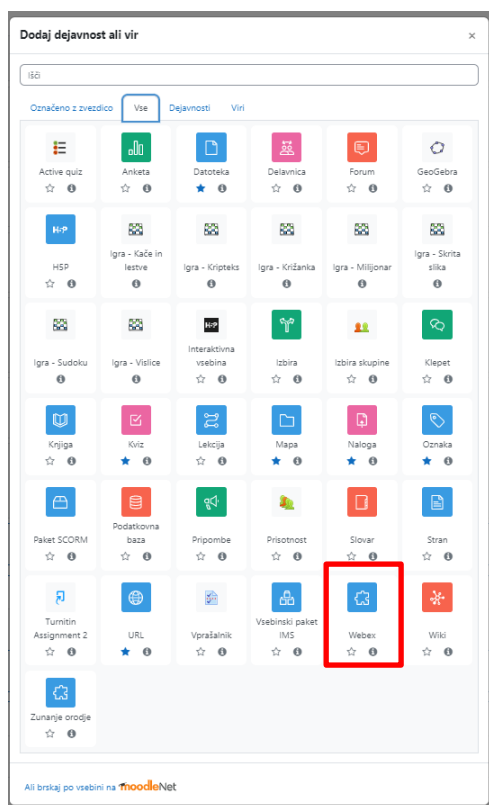 Dodaj dejavnost ali vir ×
Išči
Označeno z zvezdico Vse Dejavnosti Viri
Active quiz Anketa Datoteka Delavnica Forum GeoGebra
H5P
H5P
Igra - Kače in
lestve
Igra - Kripteks
Igra - Križanka
Igra - Milijonar
Igra - Skrita
slika
Igra - Sudoku
Igra - Vislice
H5P
Interaktivna
vsebina
Izbira
Izbira skupine
Klepet
Knjiga Kviz Lekcija Mapa Naloga Oznaka
Paket SCORM
Podatkovna
baza
Pripombe
Prisotnost
Slovar
Stran
Turnitin
Assignment 2
URL
Vprašalnik
Vsebinski paket
IMS
Webex
Wiki
Zunanje orodje
Ali brskaj po vsebini na moodleNet